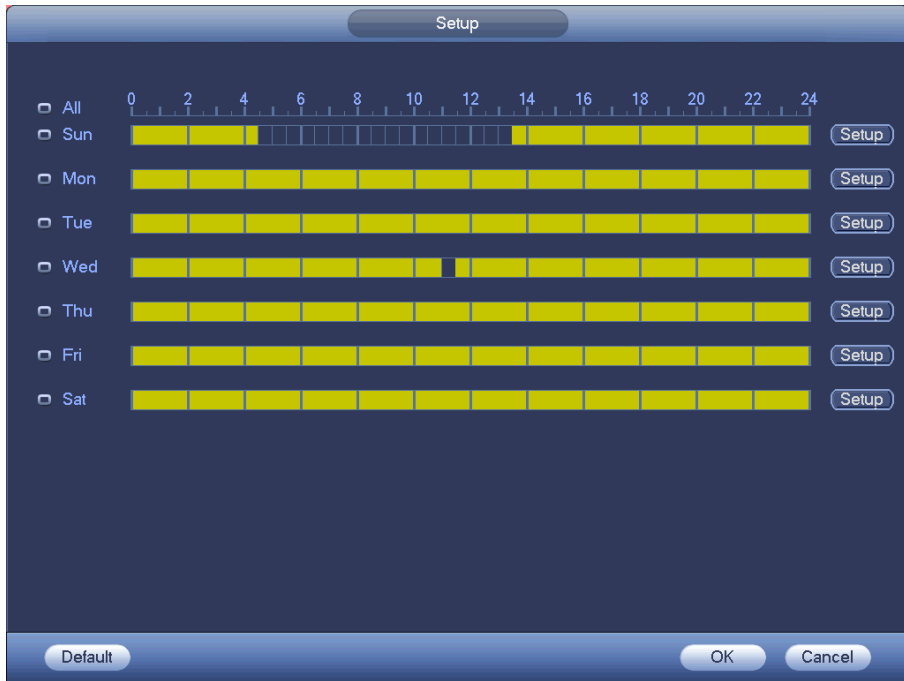 Setup
0 2 4 6 8 10 12 14 16 18 20 22 24
All
Sun Setup
Mon Setup
Tue Setup
Wed Setup
Thu Setup
Fri Setup
Sat Setup
Default OK Cancel